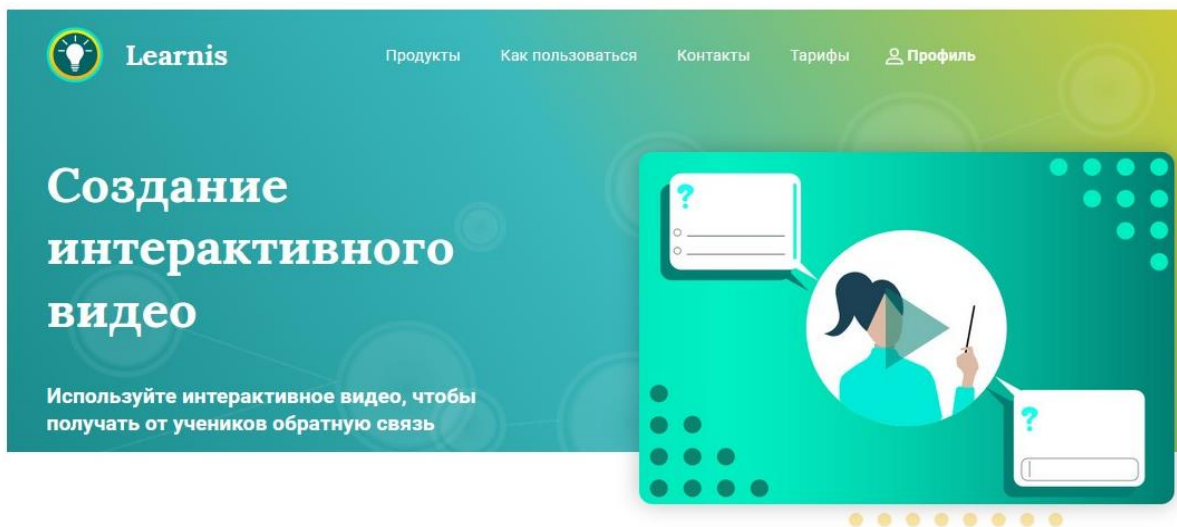 Learnis
Продукты Как пользоваться Контакты Тарифы Профиль
Создание
интерактивного
видео
Используйте интерактивное видео, чтобы
получать от учеников обратную связь
?
?